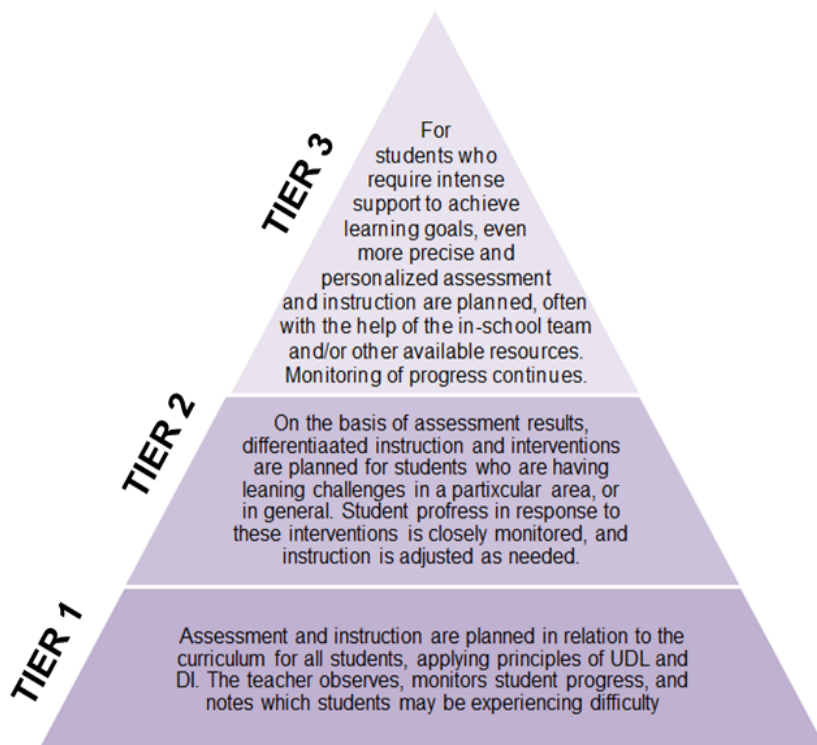 TIER 3
For
students who
require intense
support to achieve
learning goals, even
more precise and
personalized assessment
and instruction are planned, often
with the help of the in-school team
and/or other available resources.
Monitoring of progress continues.
TIER 2
On the basis of assessment results,
differentiaated instruction and interventions
are planned for students who are having
leaning challenges in a partixcular area, or
in general. Student profress in response to
these interventions is closely monitored, and
instruction is adjusted as needed.
TIER 1
Assessment and instruction are planned in relation to the
curriculum for all students, applying principles of UDL and
DI. The teacher observes, monitors student progress, and
notes which students may be experiencing difficulty